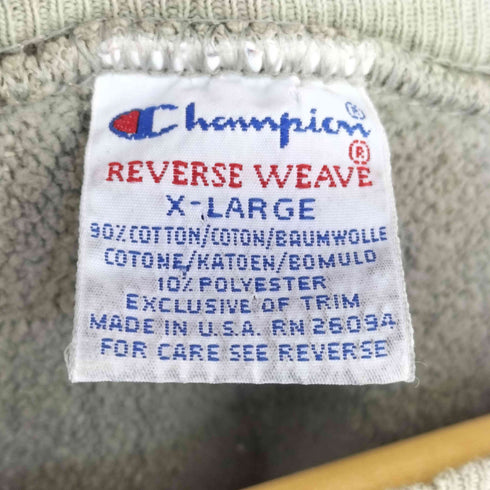 Champion®
REVERSE WEAVE®
X-LARGE
90% COTTON/COTON/BAUMWOLLE
COTONE/KATOEN/BOMULD
10% POLYESTER
EXCLUSIVE OF TRIM
MADE IN U.S.A. RN 26094
FOR CARE SEE REVERSE